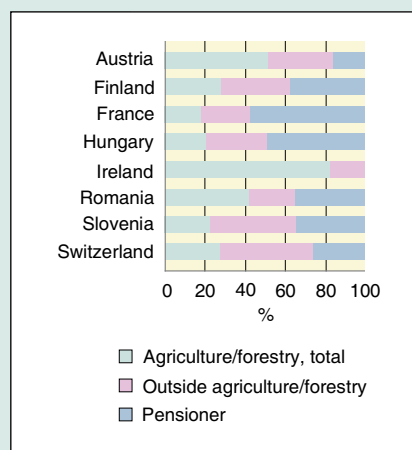 Austria
Finland
France
Hungary
Ireland
Romania
Slovenia
Switzerland
0 20 40 60 80 100
%
Agriculture/forestry, total
Outside agriculture/forestry
Pensioner